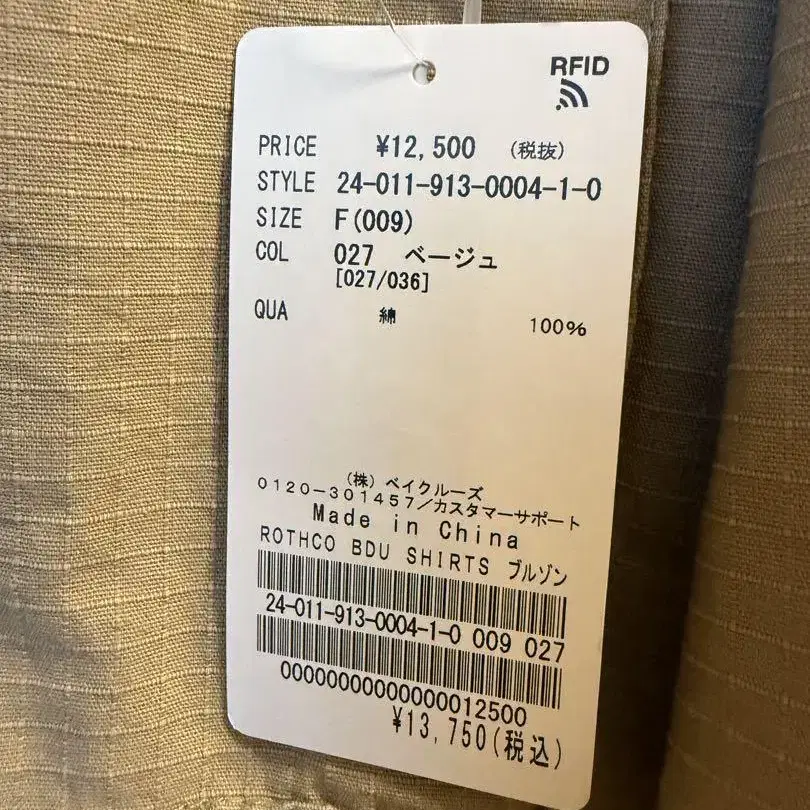 RFID
PRICE ¥12,500 (税抜)
STYLE 24-011-913-0004-1-0
SIZE F(009)
COL 027 ベージュ
[027/036]
QUA 綿 100%
(株) ベイクルーズ
0120-301457/カスタマーサポート
Made in China
ROTHCO BDU SHIRTS ブルゾン
24-011-913-0004-1-0 009 027
0000000000000012500
¥13,750(税込)